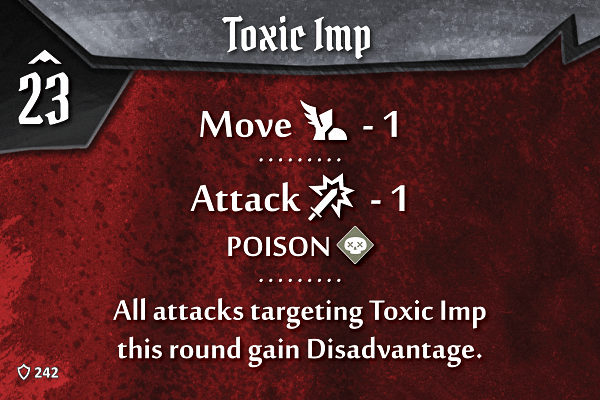 Toxic Imp
23
Move - 1
Attack - 1
POISON
All attacks targeting Toxic Imp
this round gain Disadvantage.
242